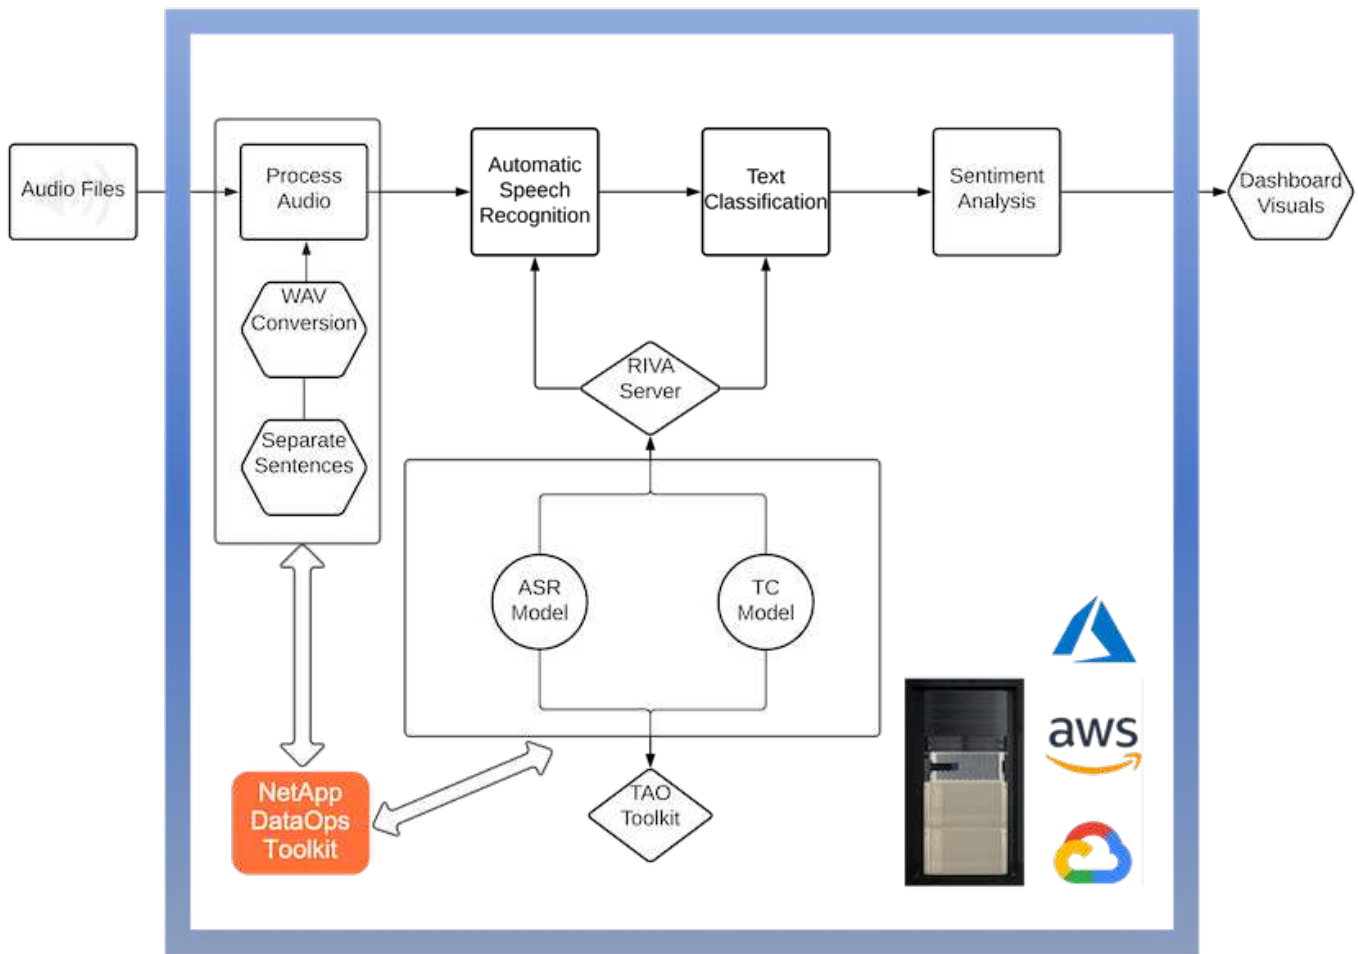 Audio Files
Process
Audio
WAV
Conversion
Separate
Sentences
Automatic
Speech
Recognition
Text
Classification
Sentiment
Analysis
Dashboard
Visuals
RIVA
Server
ASR
Model
TC
Model
TAO
Toolkit
NetApp
DataOps
Toolkit
aws